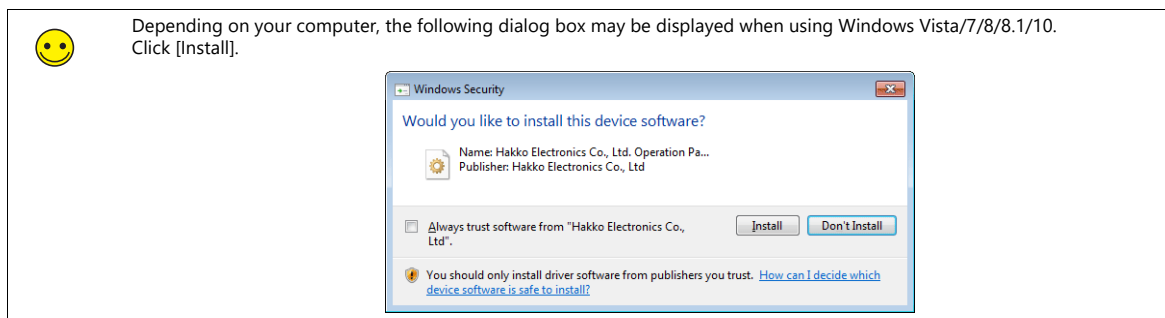 Depending on your computer, the following dialog box may be displayed when using Windows Vista/7/8/8.1/10.
Click [Install].
Windows Security
Would you like to install this device software?
Name: Hakko Electronics Co., Ltd. Operation Pa...
Publisher: Hakko Electronics Co., Ltd
Always trust software from "Hakko Electronics Co.,
Ltd".
Install
Don't Install
You should only install driver software from publishers you trust. How can I decide which
device software is safe to install?